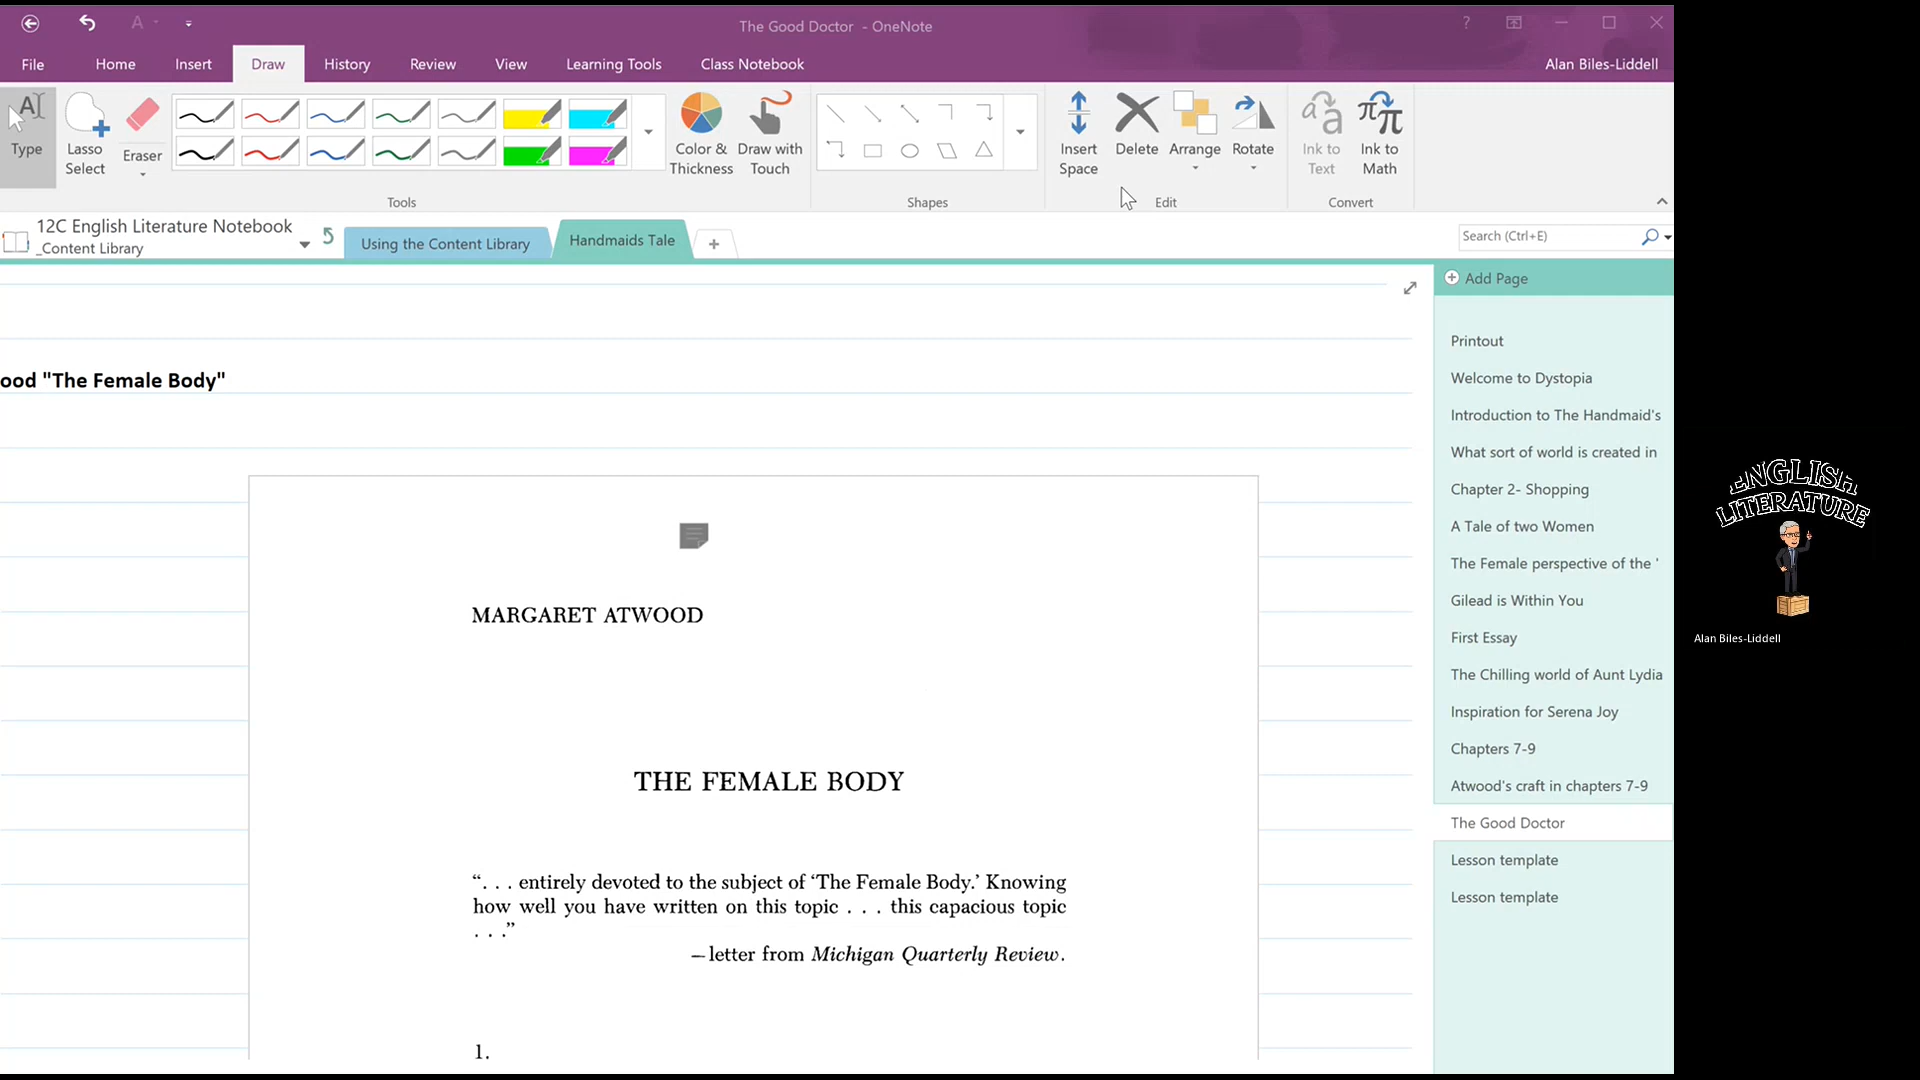 The Good Doctor - OneNote
File Home Insert Draw History Review View Learning Tools Class Notebook Alan Biles-Liddell
Type
Lasso Select
Eraser
Color & Thickness
Draw with Touch
Insert Space
Delete
Arrange
Rotate
Ink to Text
Ink to Math
Tools
Shapes
Edit
Convert
12C English Literature Notebook
_Content Library
Using the Content Library
Handmaids Tale
Search (Ctrl+E)
Add Page
Printout
Welcome to Dystopia
Introduction to The Handmaid's
What sort of world is created in
Chapter 2- Shopping
A Tale of two Women
The Female perspective of the '
Gilead is Within You
First Essay
The Chilling world of Aunt Lydia
Inspiration for Serena Joy
Chapters 7-9
Atwood's craft in chapters 7-9
The Good Doctor
Lesson template
Lesson template
ood "The Female Body"
MARGARET ATWOOD
THE FEMALE BODY
“. . . entirely devoted to the subject of ‘The Female Body.’ Knowing
how well you have written on this topic . . . this capacious topic
. . .”
—letter from Michigan Quarterly Review.
1.
ENGLISH
LITERATURE
Alan Biles-Liddell